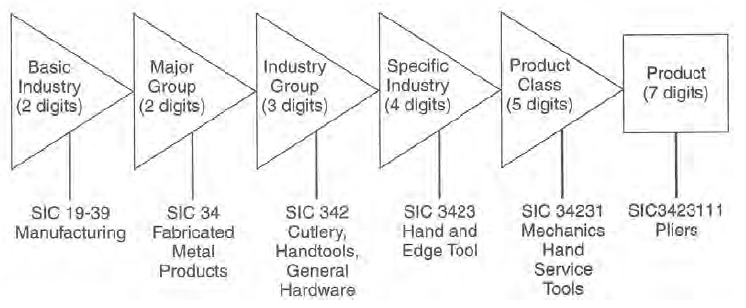 Basic
Industry
(2 digits)
Major
Group
(2 digits)
Industry
Group
(3 digits)
Specific
Industry
(4 digits)
Product
Class
(5 digits)
Product
(7 digits)
SIC 19-39
Manufacturing
SIC 34
Fabricated
Metal
Products
SIC 342
Cutlery,
Handtools,
General
Hardware
SIC 3423
Hand and
Edge Tool
SIC 34231
Mechanics
Hand
Service
Tools
SIC3423111
Pliers